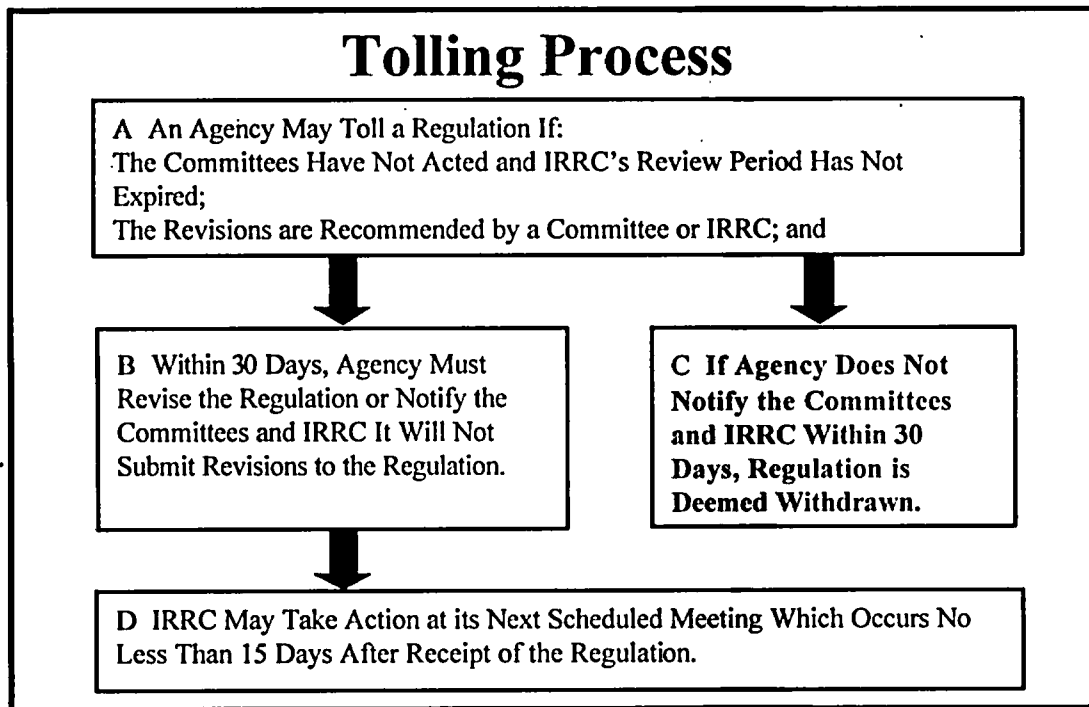 Tolling Process
A An Agency May Toll a Regulation If:
The Committees Have Not Acted and IRRC's Review Period Has Not
Expired;
The Revisions are Recommended by a Committee or IRRC; and
B Within 30 Days, Agency Must
Revise the Regulation or Notify the
Committees and IRRC It Will Not
Submit Revisions to the Regulation.
C If Agency Does Not
Notify the Committees
and IRRC Within 30
Days, Regulation is
Deemed Withdrawn.
D IRRC May Take Action at its Next Scheduled Meeting Which Occurs No
Less Than 15 Days After Receipt of the Regulation.